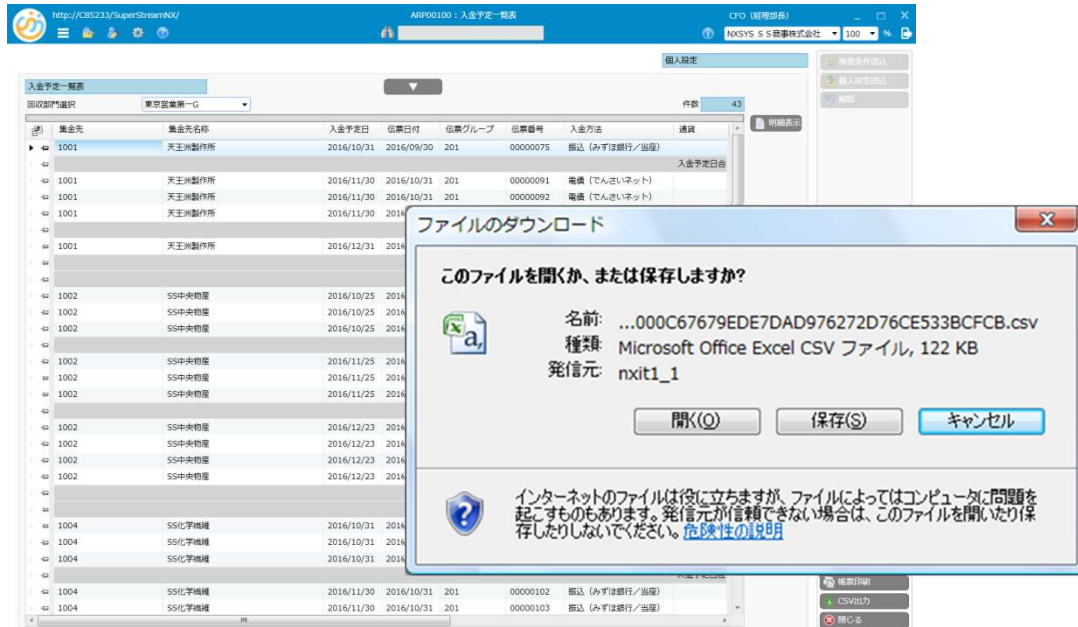 http://C85233/SuperStreamNX/ ARP00100 : 入金予定一覧表 CFO（経理部長）
NXSYS ＳＳ商事株式会社 100 %
個人設定
検索条件読込
入金予定一覧表 個人設定読込
回収部門選択 東京営業第一G 件数 43
明細表示
集金先 集金先名称 入金予定日 伝票日付 伝票グループ 伝票番号 入金方法 通貨
1001 天王洲製作所 2016/10/31 2016/09/30 201 00000075 振込（みずほ銀行／当座）
入金予定日合
1001 天王洲製作所 2016/11/30 2016/10/31 201 00000091 電債（でんさいネット）
1001 天王洲製作所 2016/11/30 2016/10/31 201 00000092 電債（でんさいネット）
1001 天王洲製作所 2016/11/30 2016
1001 天王洲製作所 2016/12/31 2016
1002 SS中央物産 2016/10/25 2016
1002 SS中央物産 2016/10/25 2016
1002 SS中央物産 2016/10/25 2016
1002 SS中央物産 2016/11/25 2016
1002 SS中央物産 2016/11/25 2016
1002 SS中央物産 2016/11/25 2016
1002 SS中央物産 2016/12/23 2016
1002 SS中央物産 2016/12/23 2016
1002 SS中央物産 2016/12/23 2016
1002 SS中央物産 2016/12/23 2016
1004 SS化学繊維 2016/10/31 2016
1004 SS化学繊維 2016/10/31 2016
1004 SS化学繊維 2016/10/31 2016
1004 SS化学繊維 2016/11/30 2016/10/31 201 00000102 振込（みずほ銀行／当座）
1004 SS化学繊維 2016/11/30 2016/10/31 201 00000103 振込（みずほ銀行／当座）
帳票印刷
CSV出力
閉じる
ファイルのダウンロード
このファイルを開くか、または保存しますか?
名前: ...000C67679EDE7DAD976272D76CE533BCFCB.csv
種類: Microsoft Office Excel CSV ファイル, 122 KB
発信元: nxit1_1
開く(O) 保存(S) キャンセル
インターネットのファイルは役に立ちますが、ファイルによってはコンピュータに問題を
起こすものもあります。発信元が信頼できない場合は、このファイルを開いたり保
存したりしないでください。危険性の説明